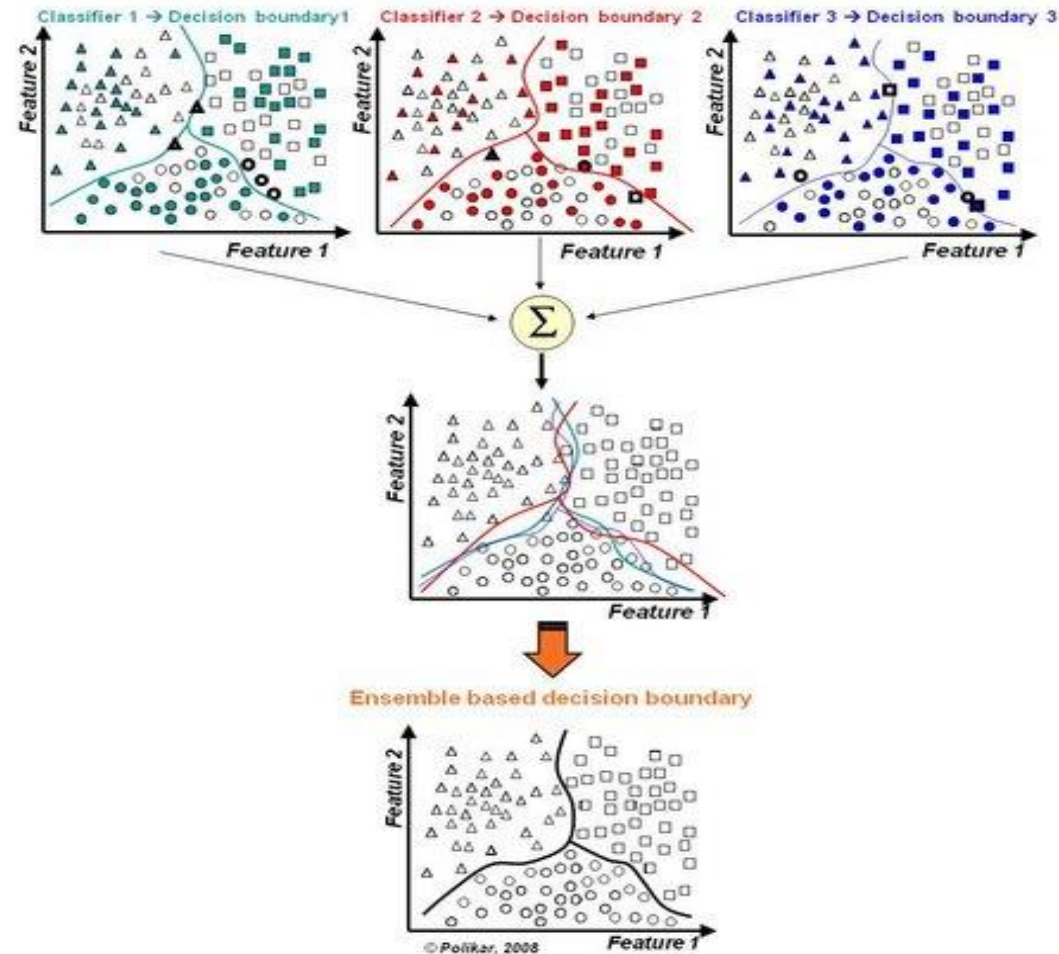 Classifier 1 → Decision boundary1
Classifier 2 → Decision boundary 2
Classifier 3 → Decision boundary 3
Feature 2
Feature 1
Feature 2
Feature 1
Feature 2
Feature 1
Σ
Feature 2
Feature 1
Ensemble based decision boundary
Feature 2
Feature 1
© Polikar, 2008